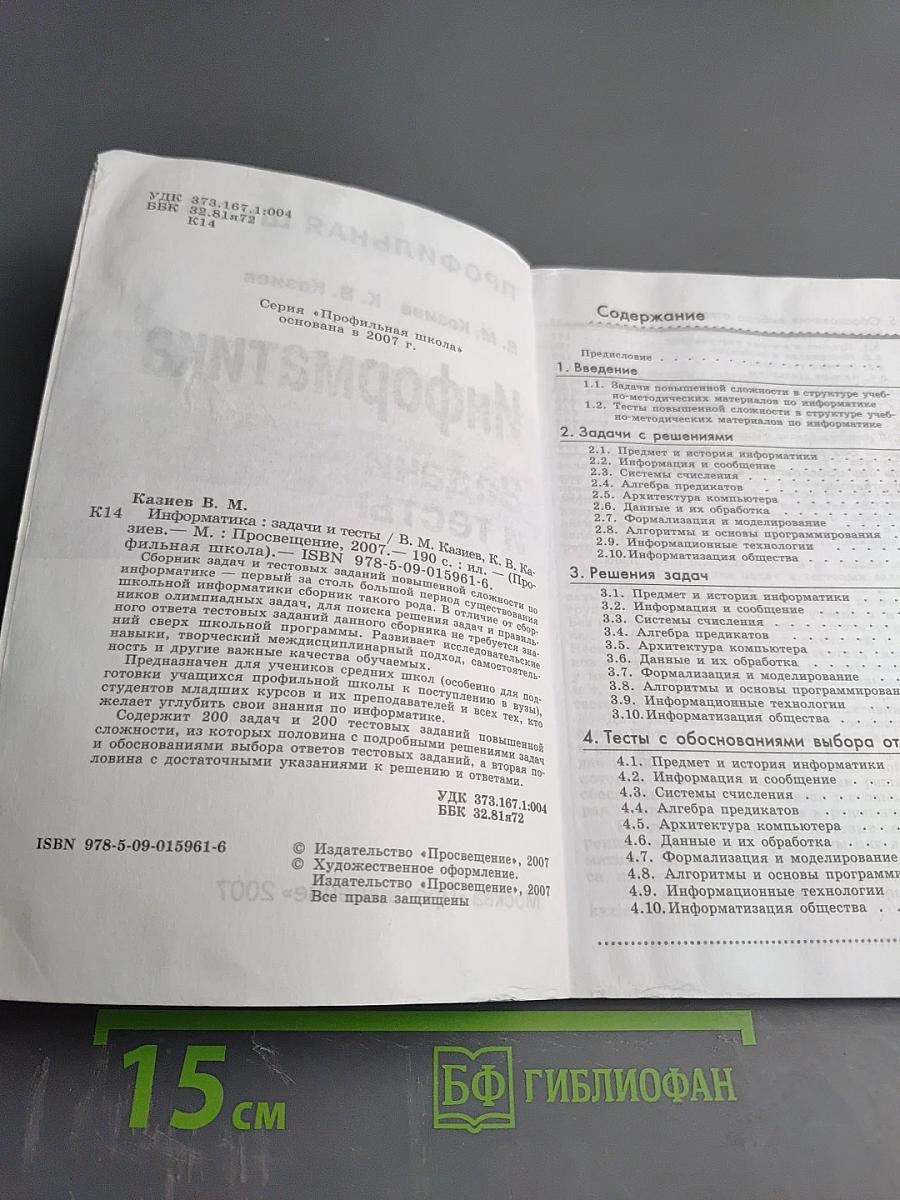 УДК 373.167.1:004
ББК 32.81я72
К14
Серия «Профильная школа»
основана в 2007 г.
Казиев В. М.
К14 Информатика : задачи и тесты / В. М. Казиев, К. В. Ка-
зиев.— М. : Просвещение, 2007.— 190 с. : ил. — (Про-
фильная школа).— ISBN 978-5-09-015961-6.
Сборник задач и тестовых заданий повышенной сложности по
информатике — первый за столь большой период существования
школьной информатики сборник такого рода. В отличие от сбор-
ников олимпиадных задач, для поиска решения задач и правиль-
ного ответа тестовых заданий данного сборника не требуется зна-
ний сверх школьной программы. Развивает исследовательские
навыки, творческий междисциплинарный подход, самостоятель-
ность и другие важные качества обучаемых.
Предназначен для учеников средних школ (особенно для под-
готовки учащихся профильной школы к поступлению в вузы),
студентов младших курсов и их преподавателей и всех тех, кто
желает углубить свои знания по информатике.
Содержит 200 задач и 200 тестовых заданий повышенной
сложности, из которых половина с подробными решениями задач
и обоснованиями выбора ответов тестовых заданий, а вторая по-
ловина с достаточными указаниями к решению и ответами.
УДК 373.167.1:004
ББК 32.81я72
ISBN 978-5-09-015961-6
© Издательство «Просвещение», 2007
© Художественное оформление.
Издательство «Просвещение», 2007
Все права защищены
Содержание
Предисловие . . . . . . . . . . . . . . .
1. Введение
1.1. Задачи повышенной сложности в структуре учеб-
но-методических материалов по информатике
1.2. Тесты повышенной сложности в структуре учеб-
но-методических материалов по информатике
2. Задачи с решениями
2.1. Предмет и история информатики . . . .
2.2. Информация и сообщение . . . . . . .
2.3. Системы счисления . . . . . . . . .
2.4. Алгебра предикатов . . . . . . . . .
2.5. Архитектура компьютера . . . . . . .
2.6. Данные и их обработка . . . . . . .
2.7. Формализация и моделирование . . . .
2.8. Алгоритмы и основы программирования .
2.9. Информационные технологии . . . . .
2.10. Информатизация общества . . . . . .
3. Решения задач
3.1. Предмет и история информатики . . .
3.2. Информация и сообщение . . . . . .
3.3. Системы счисления . . . . . . . .
3.4. Алгебра предикатов . . . . . . . .
3.5. Архитектура компьютера . . . . . .
3.6. Данные и их обработка . . . . . .
3.7. Формализация и моделирование . .
3.8. Алгоритмы и основы программирован
3.9. Информационные технологии . . .
3.10. Информатизация общества . . . .
4. Тесты с обоснованиями выбора от
4.1. Предмет и история информатики .
4.2. Информация и сообщение . . . .
4.3. Системы счисления . . . . . . .
4.4. Алгебра предикатов . . . . . .
4.5. Архитектура компьютера . . . .
4.6. Данные и их обработка . . . .
4.7. Формализация и моделирование
4.8. Алгоритмы и основы программи
4.9. Информационные технологии
4.10. Информатизация общества . .
15 см
БФ ГИБЛИОФАН